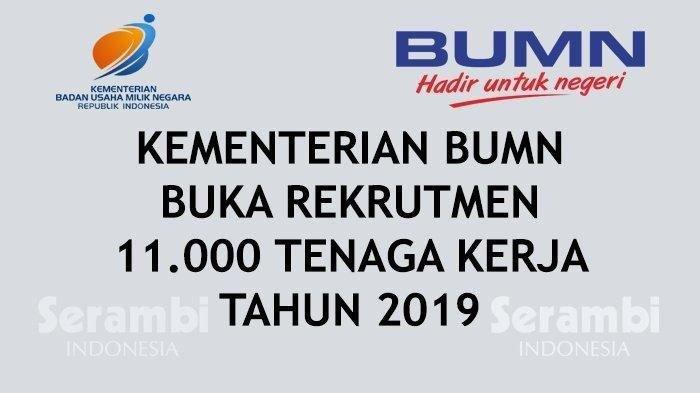 KEMENTERIAN
BADAN USAHA MILIK NEGARA
REPUBLIK INDONESIA
BUMN
Hadir untuk negeri
KEMENTERIAN BUMN
BUKA REKRUTMEN
11.000 TENAGA KERJA
TAHUN 2019
Serambi
INDONESIA
Serambi
INDONESIA